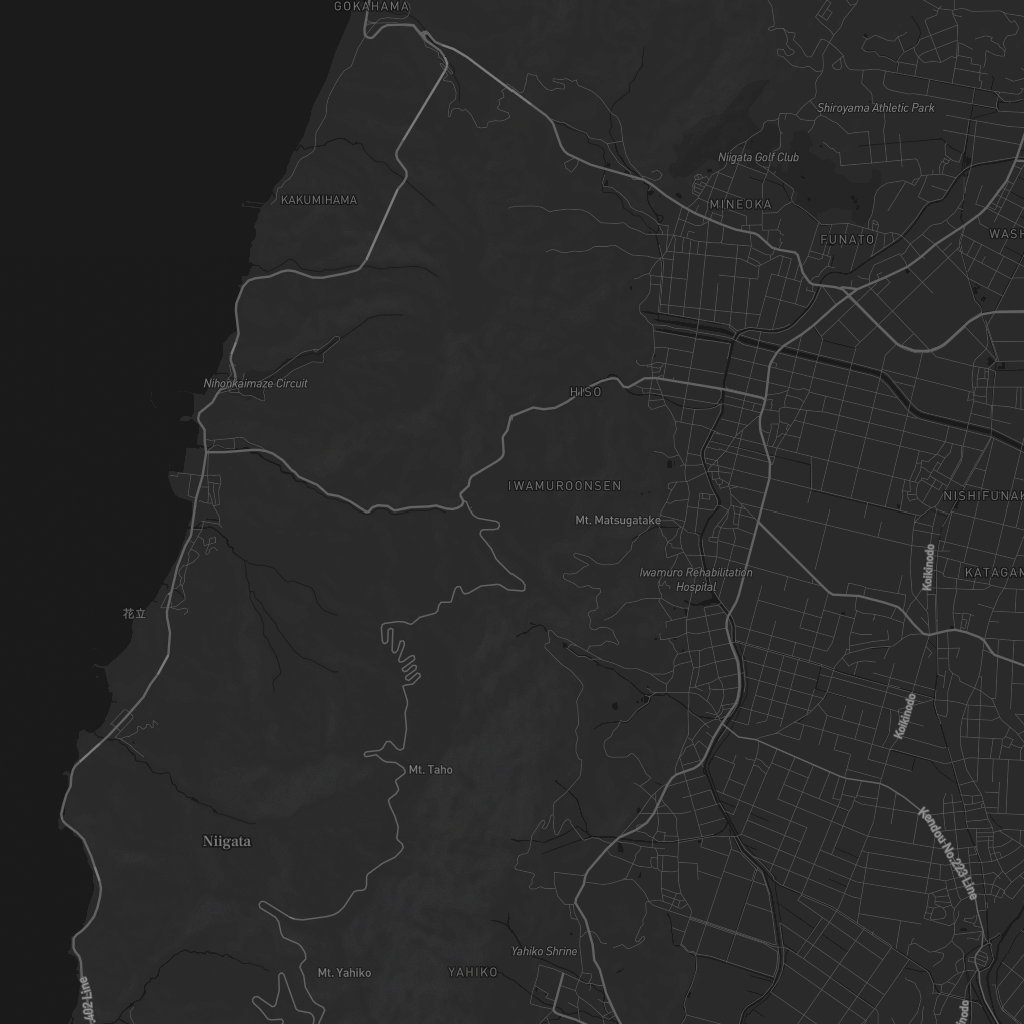 GOKAHAMA
Shiroyama Athletic Park
Niigata Golf Club
KAKUMIHAMA
MINEOKA
FUNATO
WASH
Nihonkaimaze Circuit
HISO
IWAMUROONSEN
NISHIFUNAK
Mt. Matsugatake
Koikinodo
Iwamuro Rehabilitation
Hospital
KATAGAM
花立
Koikinodo
Mt. Taho
Niigata
Kendou No.223 Line
Yahiko Shrine
Mt. Yahiko
YAHIKO
402 Line
nodo